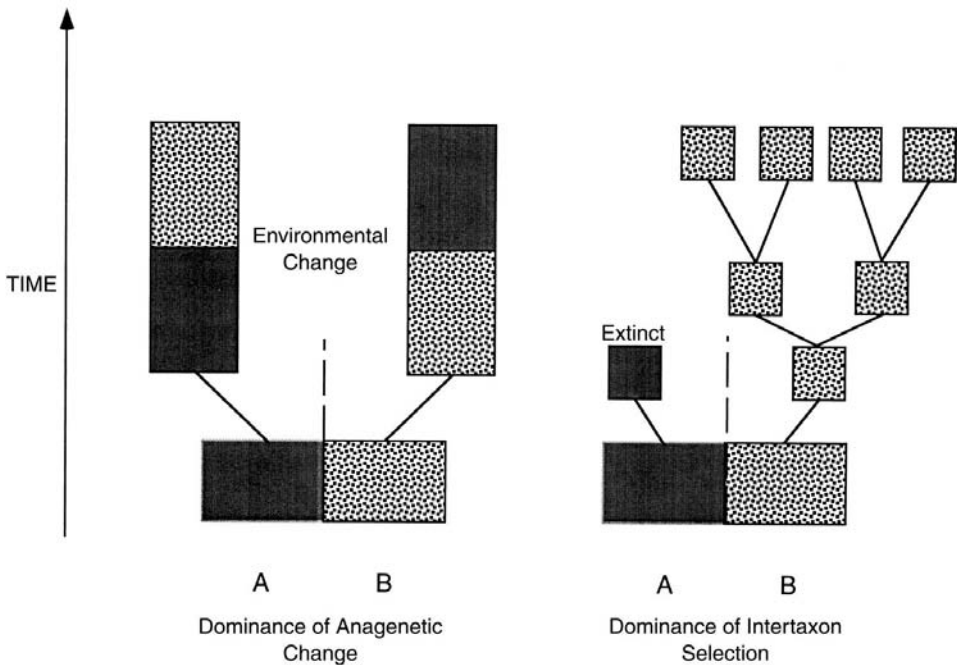 TIME
Environmental
Change
Extinct
A
B
A
B
Dominance of Anagenetic
Change
Dominance of Intertaxon
Selection